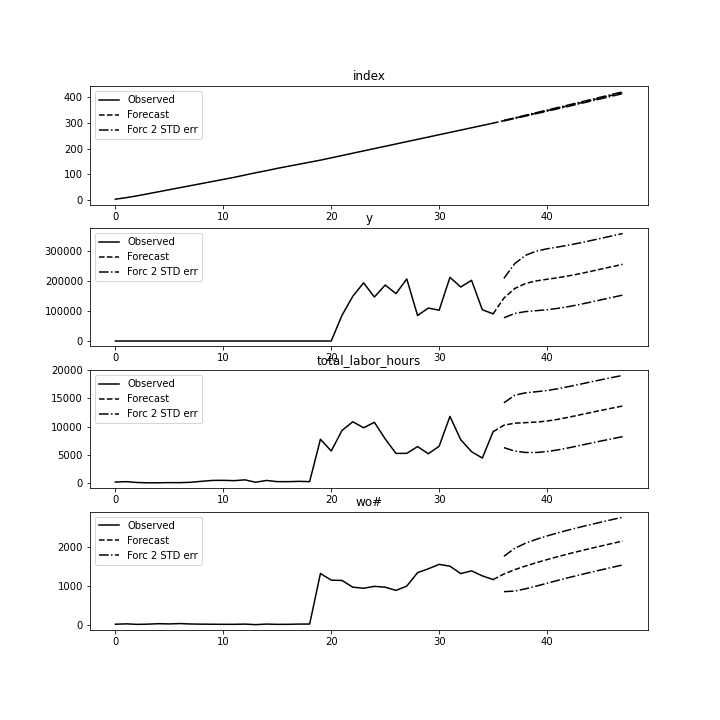 index
400
300
200
100
0
Observed
Forecast
Forc 2 STD err
0 10 20 30 40
y
300000
200000
100000
0
Observed
Forecast
Forc 2 STD err
0 10 20 30 40
total_labor_hours
20000
15000
10000
5000
0
Observed
Forecast
Forc 2 STD err
0 10 20 30 40
wo#
2000
1000
0
Observed
Forecast
Forc 2 STD err
0 10 20 30 40